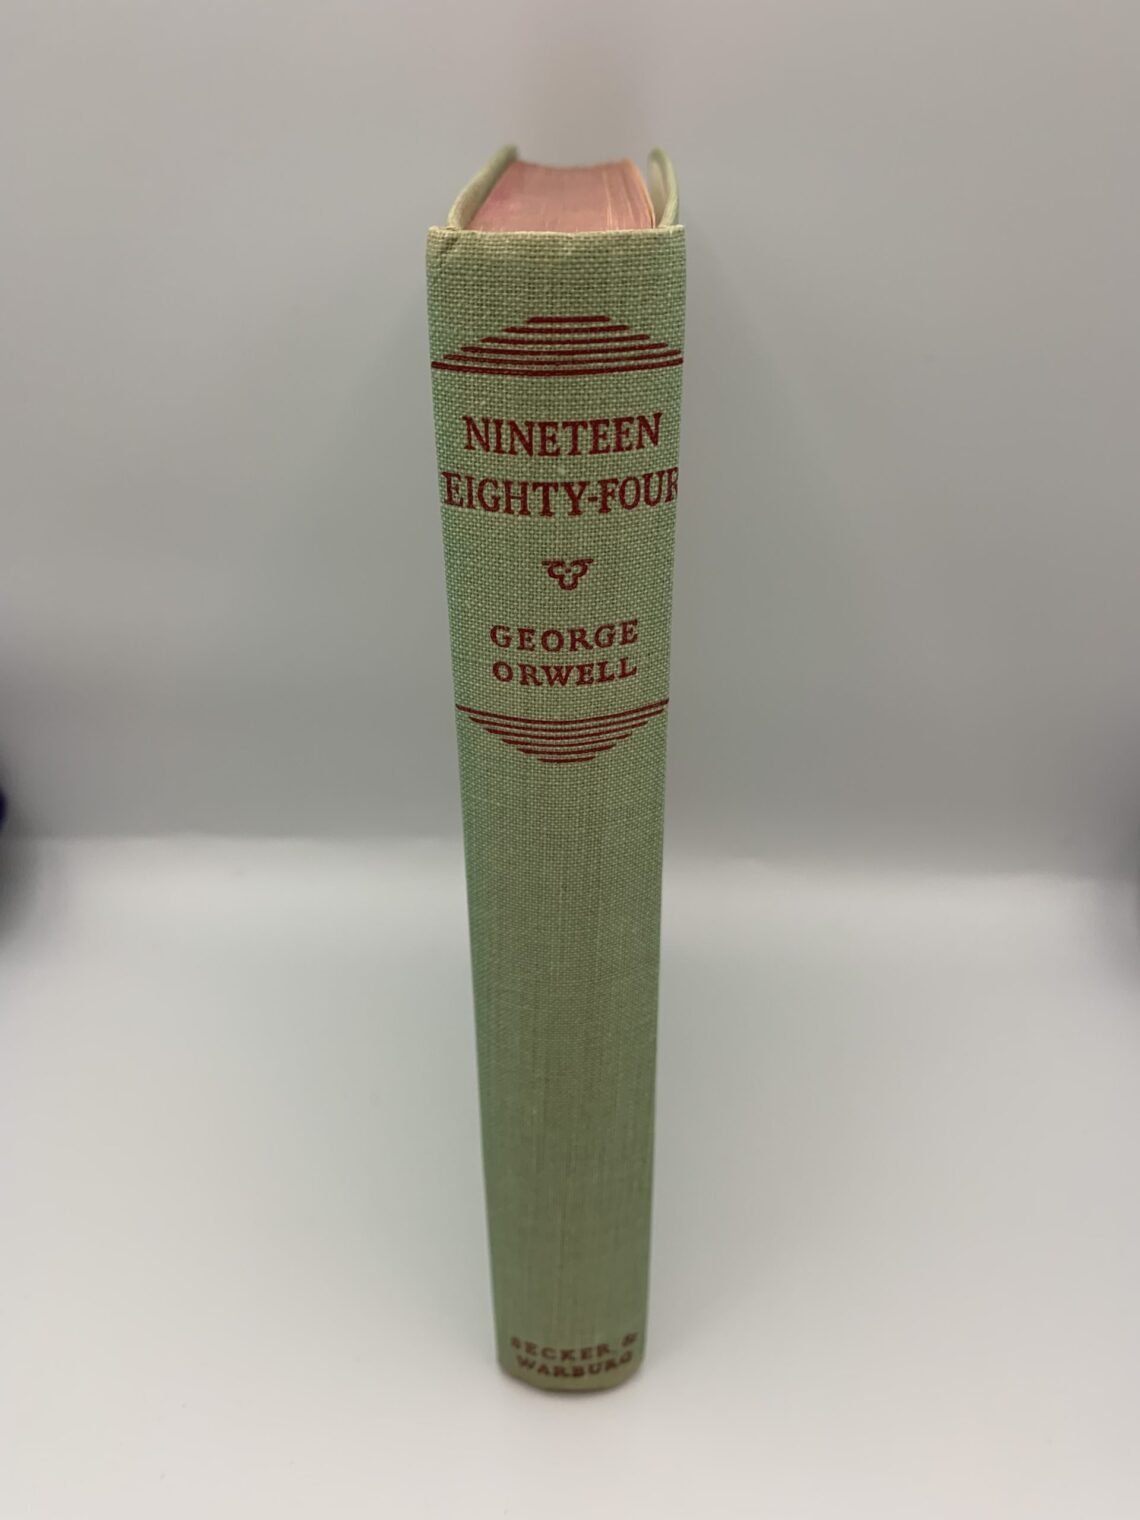 NINETEEN
EIGHTY-FOUR
GEORGE
ORWELL
SECKER &
WARBURG